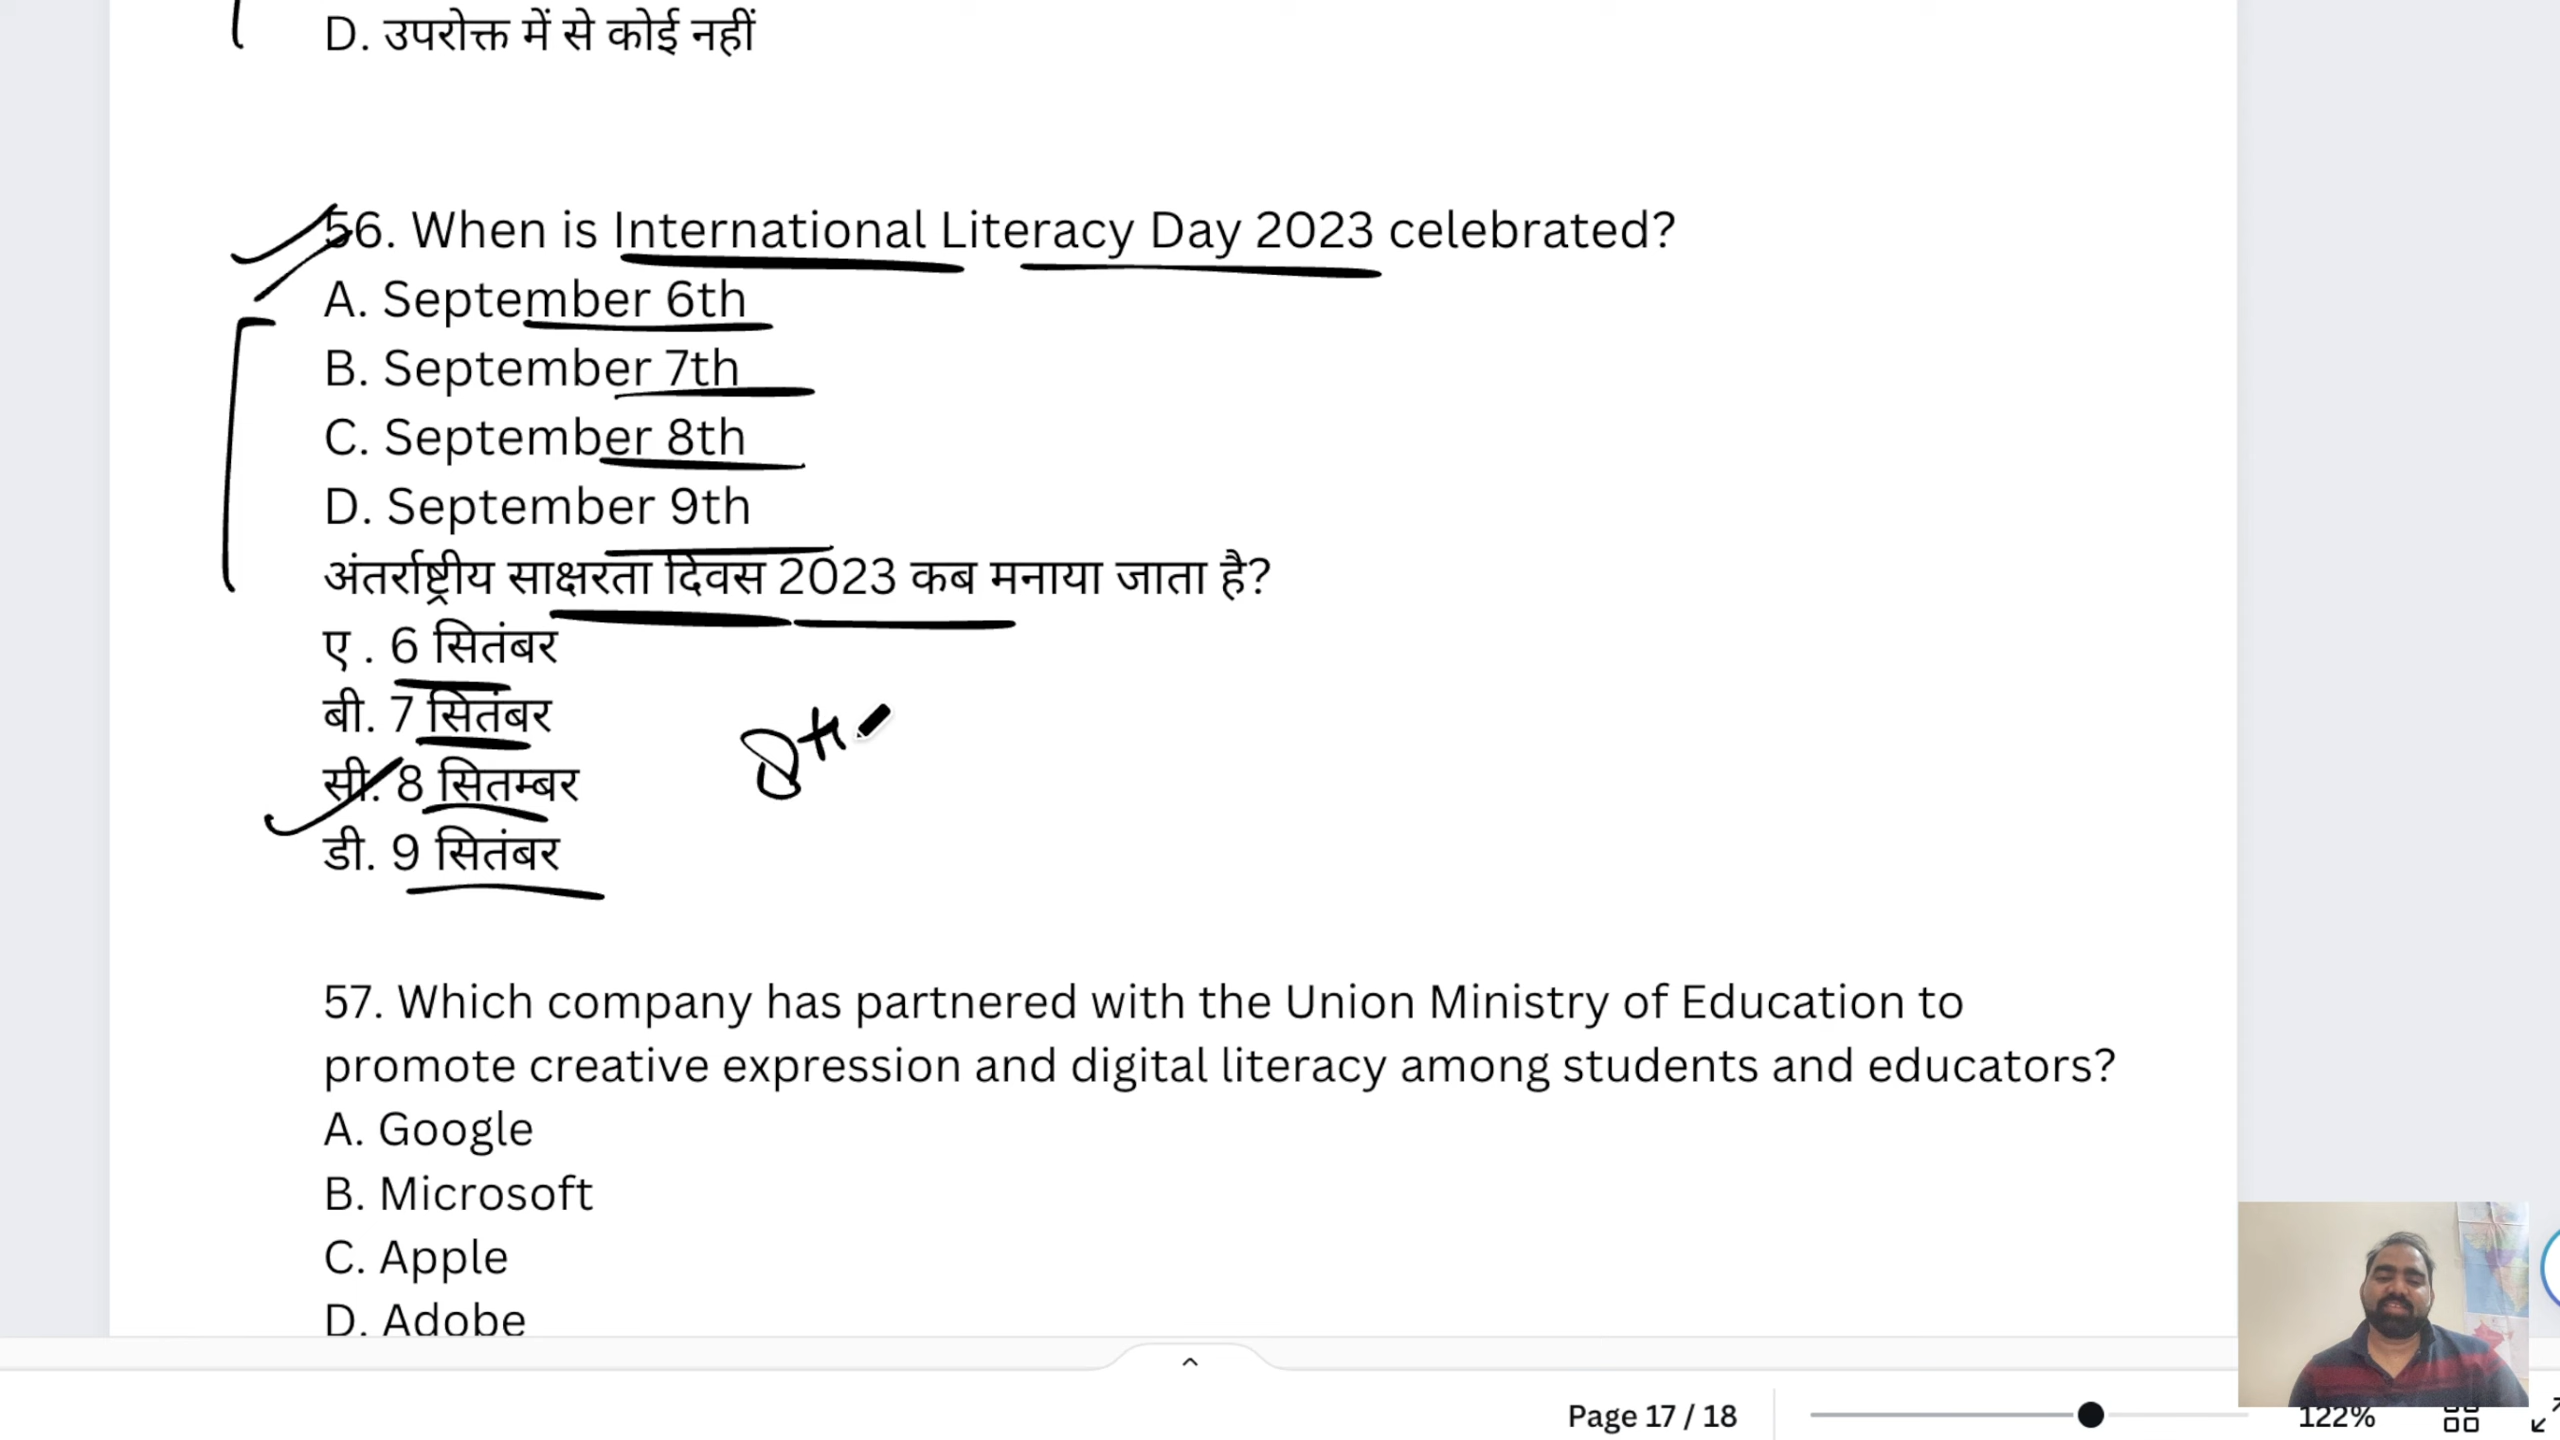 D. उपरोक्त में से कोई नहीं
56. When is International Literacy Day 2023 celebrated?
A. September 6th
B. September 7th
C. September 8th
D. September 9th
अंतर्राष्ट्रीय साक्षरता दिवस 2023 कब मनाया जाता है?
ए . 6 सितंबर
बी. 7 सितंबर
सी. 8 सितम्बर
डी. 9 सितंबर
8th
57. Which company has partnered with the Union Ministry of Education to
promote creative expression and digital literacy among students and educators?
A. Google
B. Microsoft
C. Apple
D. Adobe
Page 17 / 18
122%